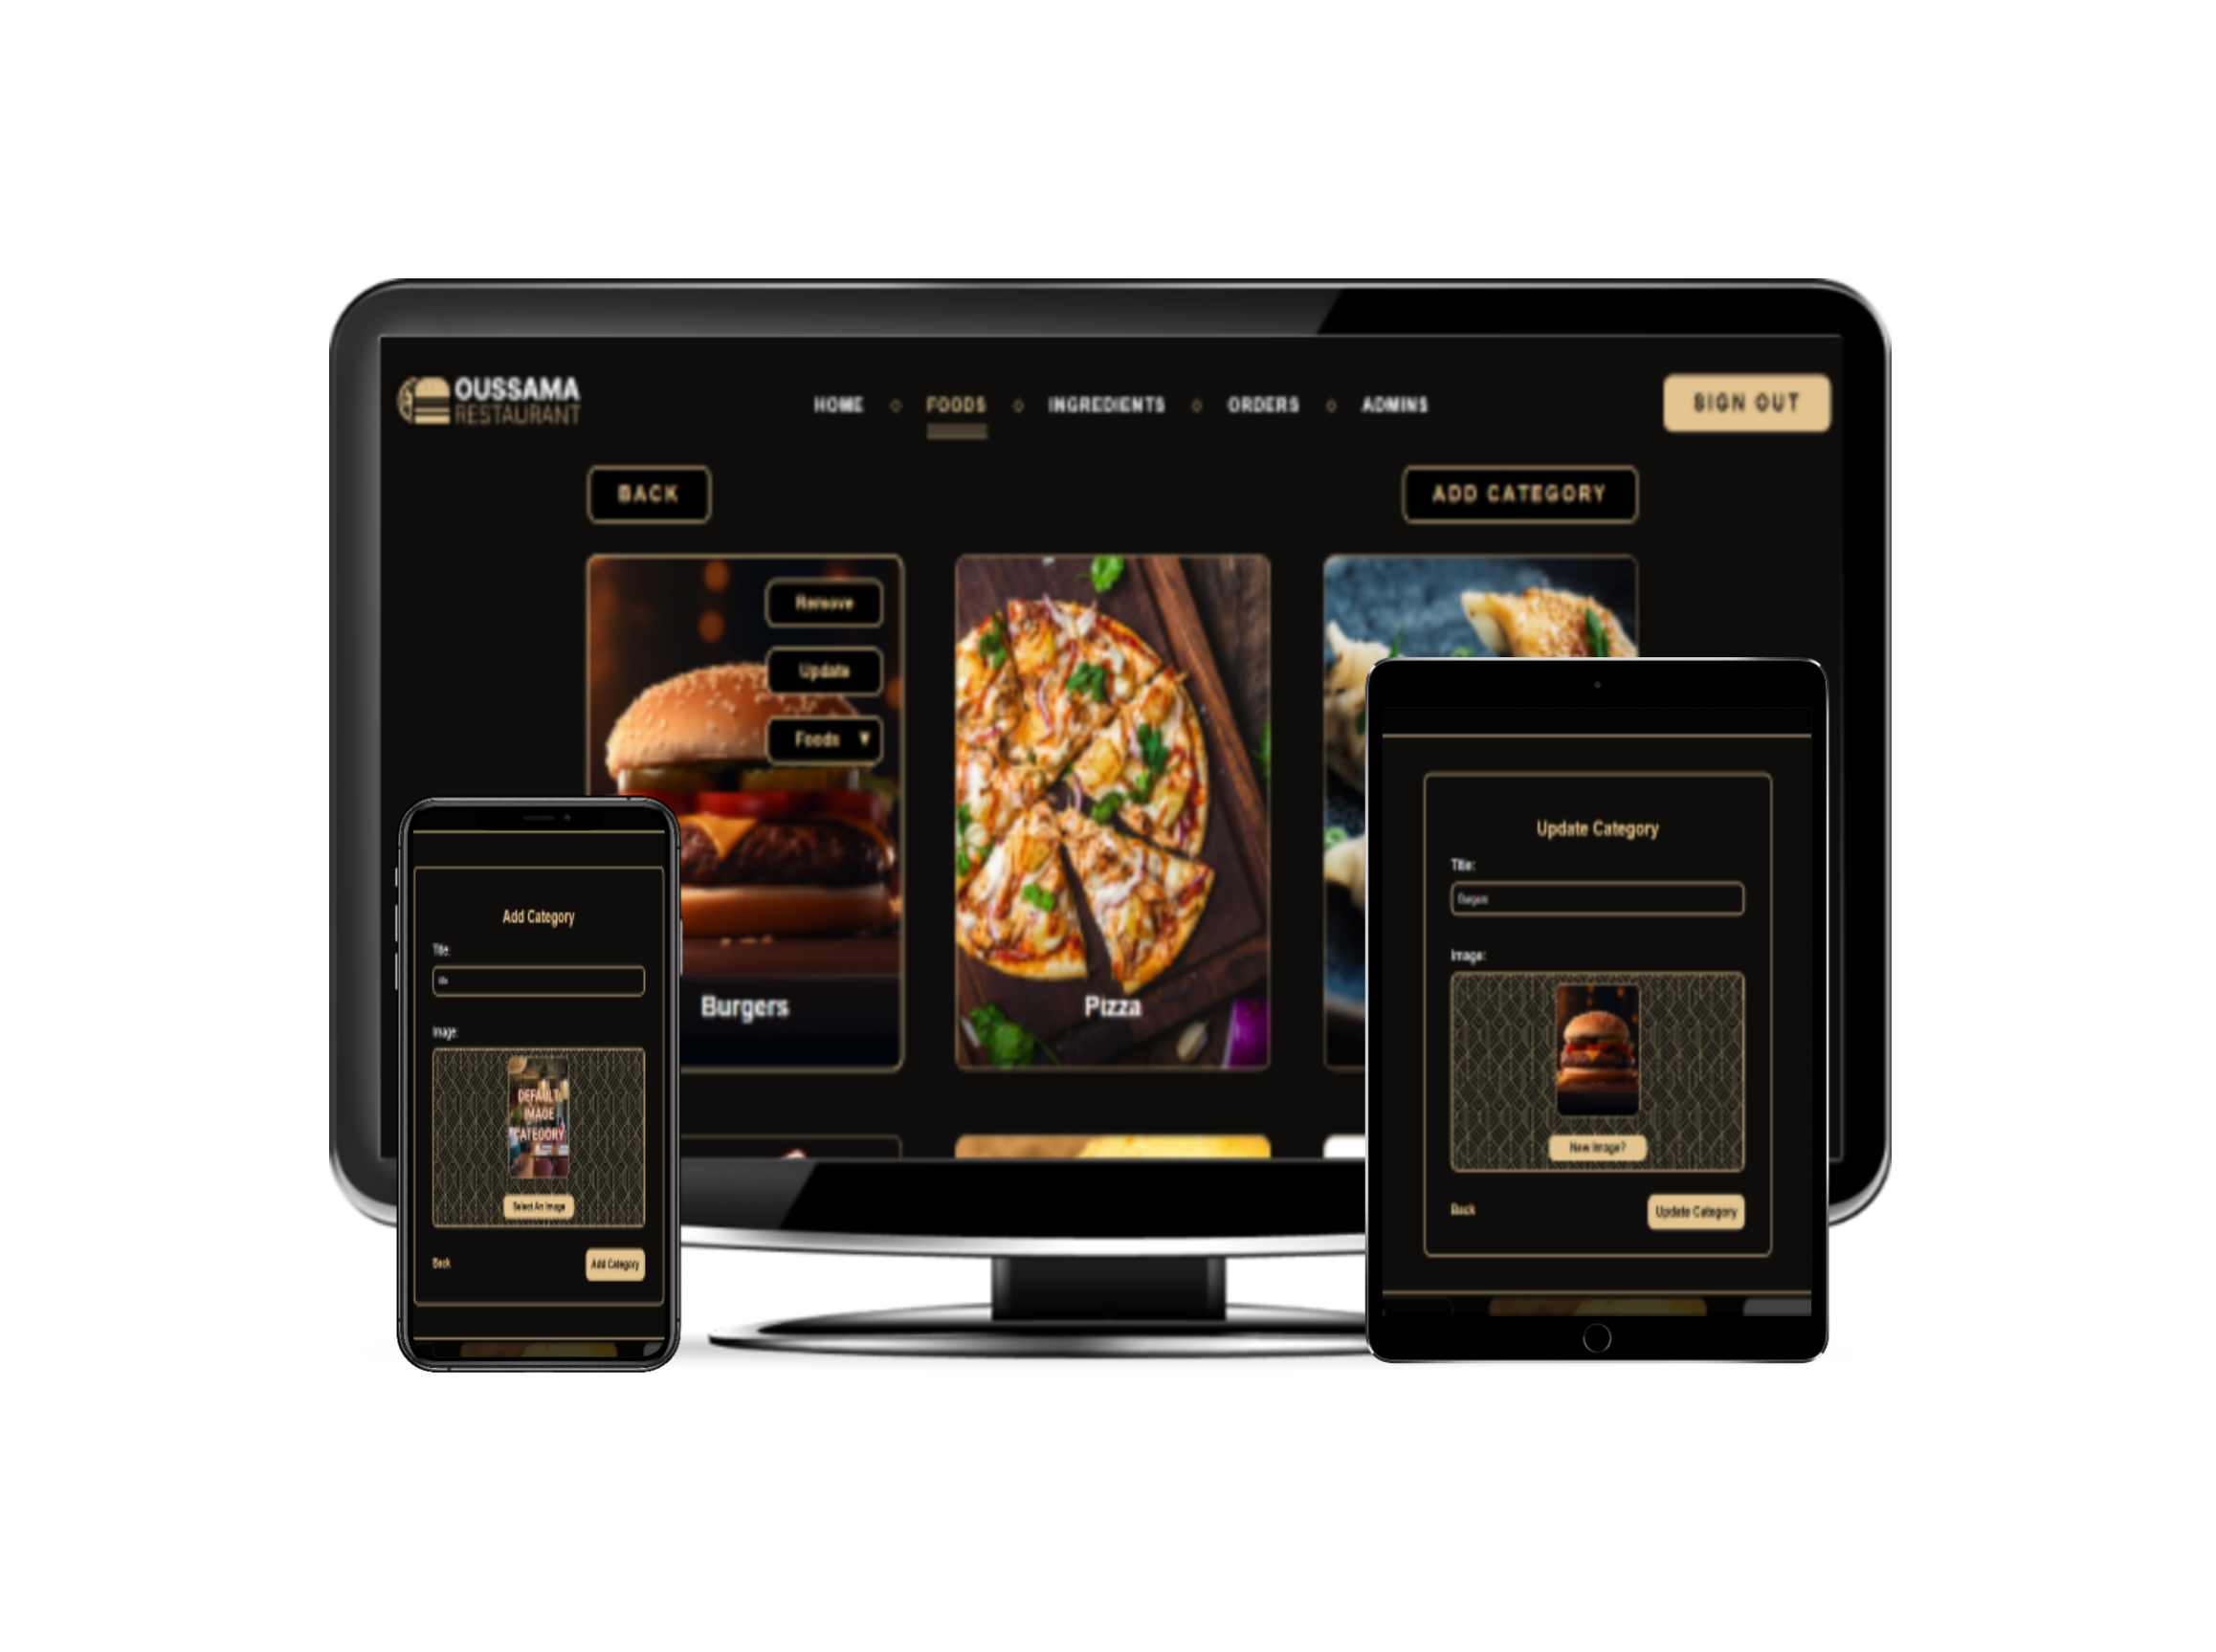 OUSSAMA
RESTAURANT
HOME
FOODS
INGREDIENTS
ORDERS
ADMINS
SIGN OUT
BACK
ADD CATEGORY
Remove
Update
Foods ▼
Burgers
Pizza
Add Category
Title:
title
Image:
DEFAULT
IMAGE
CATEGORY
Select An Image
Back
Add Category
Update Category
Title:
Burgers
Image:
New Image?
Back
Update Category